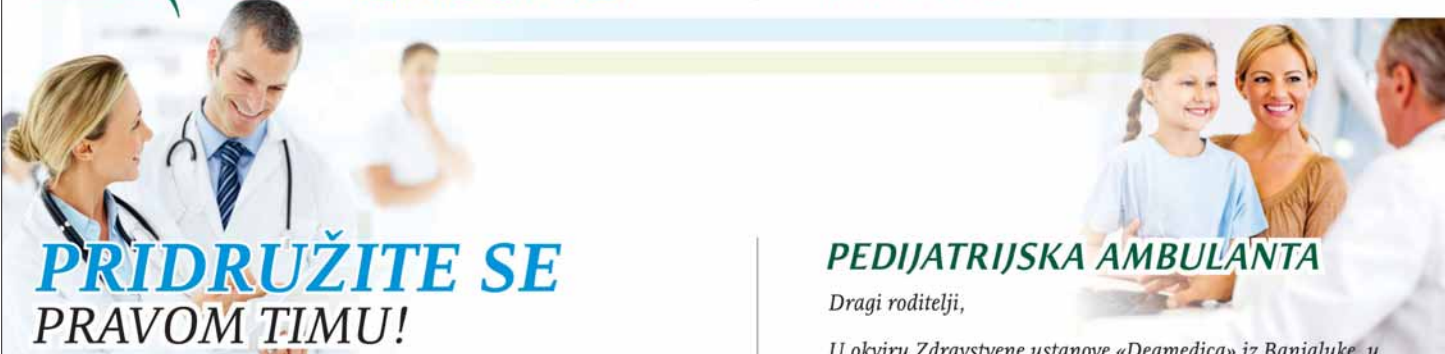 PRIDRUŽITE SE
PRAVOM TIMU!
PEDIJATRIJSKA AMBULANTA
Dragi roditelji,
U okviru Zdravstvene ustanove «Deamedica» iz Banjaluke, u